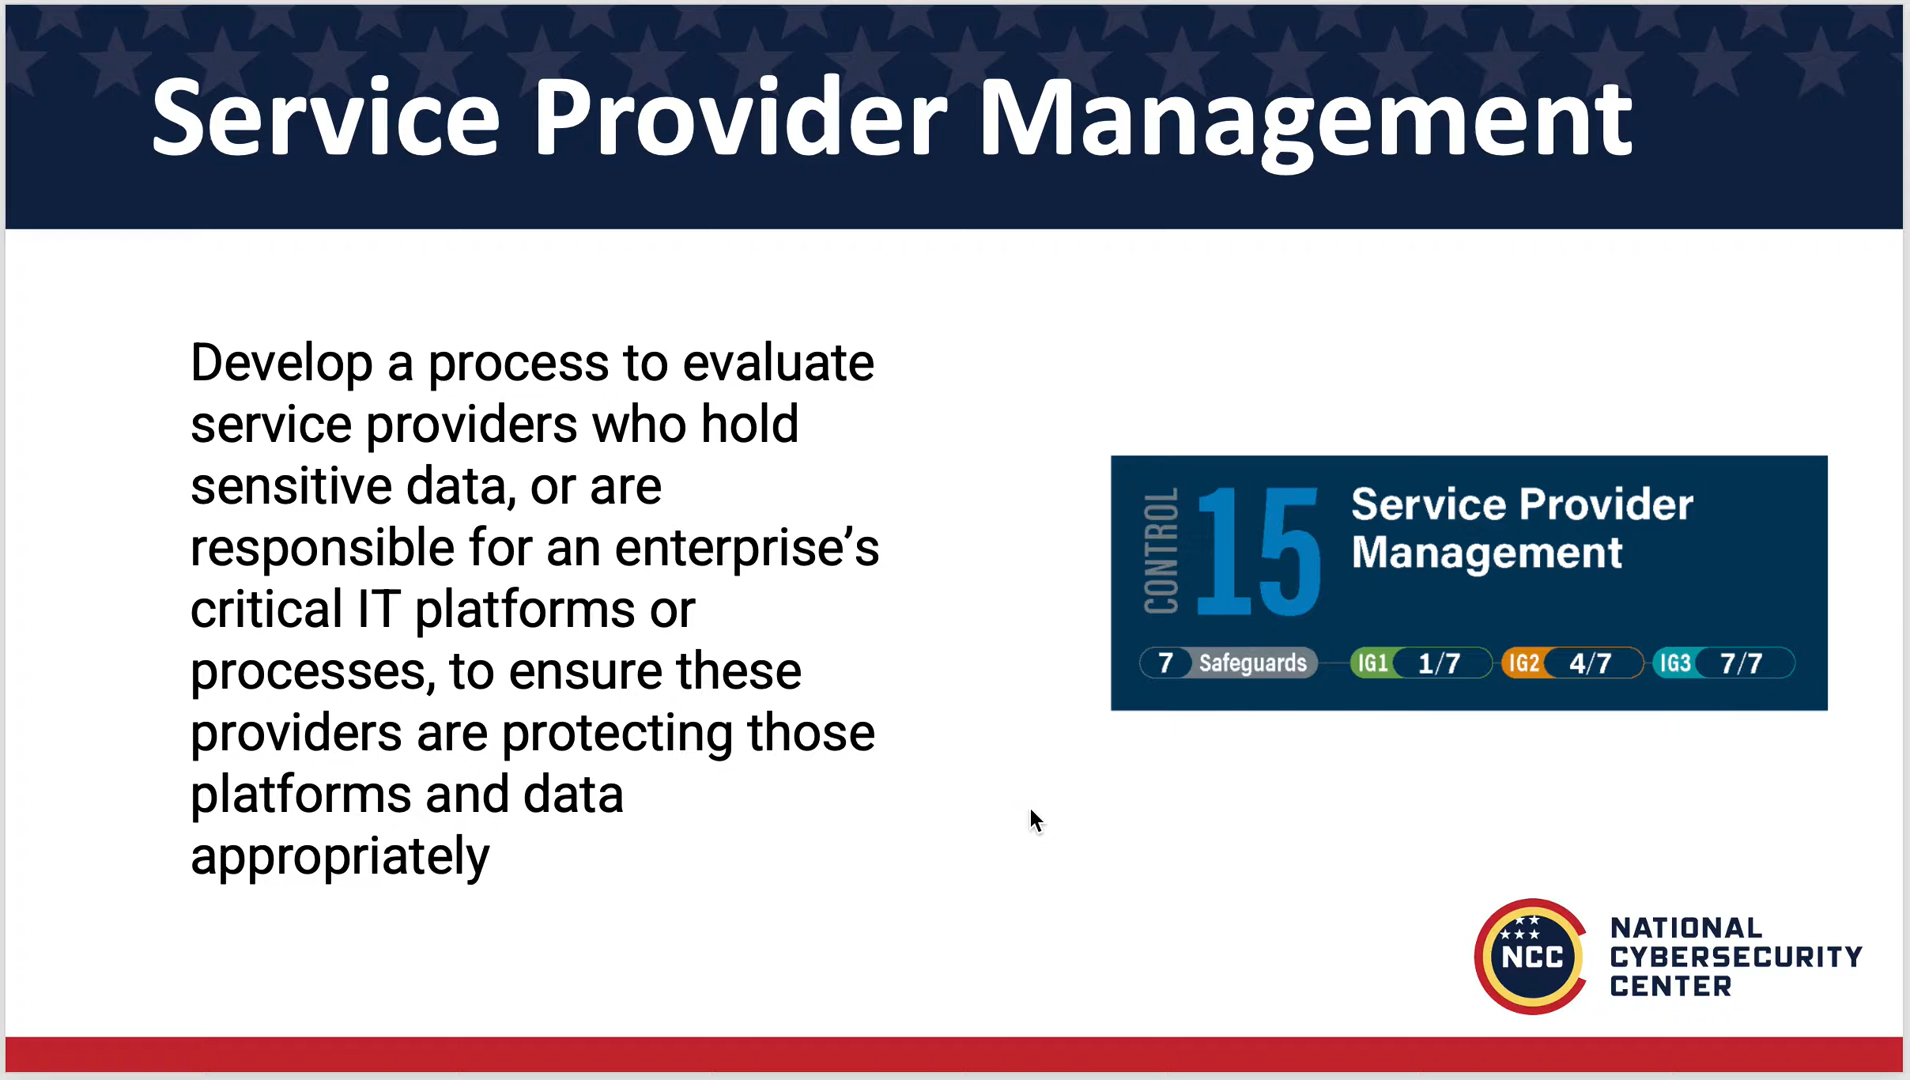 Service Provider Management
Develop a process to evaluate
service providers who hold
sensitive data, or are
responsible for an enterprise’s
critical IT platforms or
processes, to ensure these
providers are protecting those
platforms and data
appropriately
CONTROL
15
Service Provider
Management
7 Safeguards IG1 1/7 IG2 4/7 IG3 7/7
NCC
NATIONAL
CYBERSECURITY
CENTER